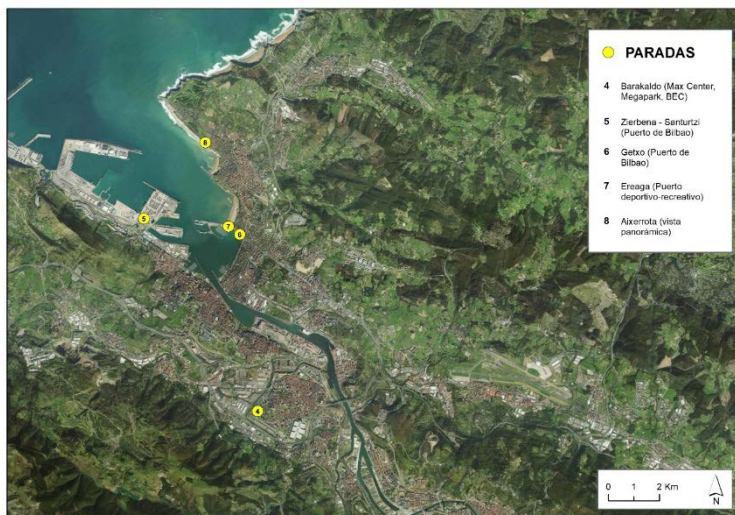 PARADAS
4 Barakaldo (Max Center,
Megapark, BEC)
5 Zierbena - Santurtzi
(Puerto de Bilbao)
6 Getxo (Puerto de
Bilbao)
7 Ereaga (Puerto
deportivo-recreativo)
8 Aixerrota (vista
panorámica)
8
5
7
6
4
0 1 2 Km
N